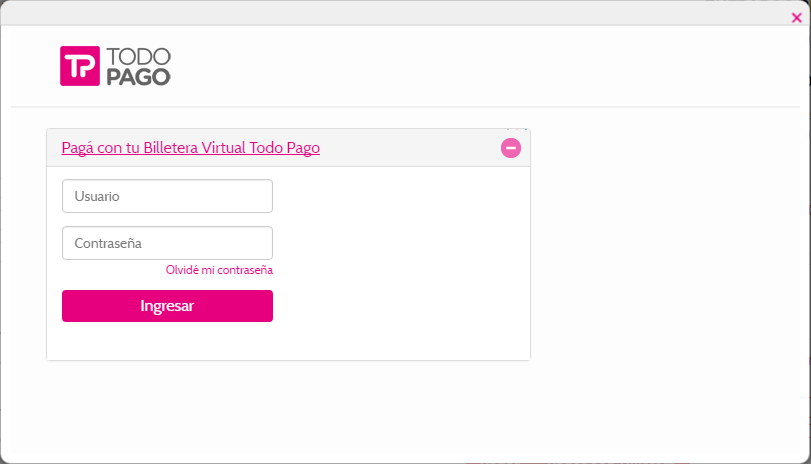 TP TODO
PAGO
Pagá con tu Billetera Virtual Todo Pago
Usuario
Contraseña
Olvidé mi contraseña
Ingresar